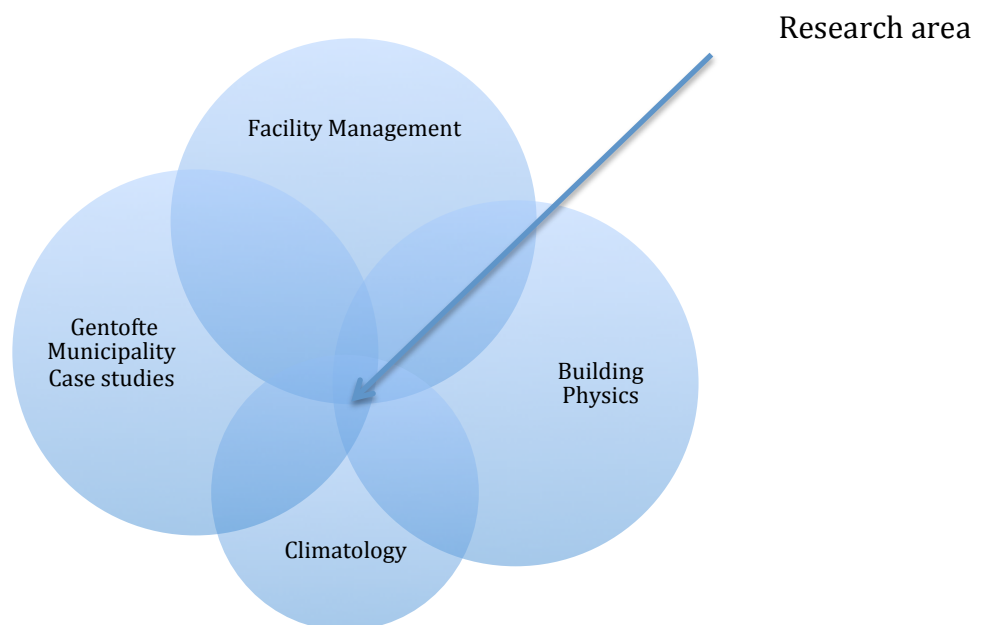 Research area
Facility Management
Gentofte
Municipality
Case studies
Building
Physics
Climatology